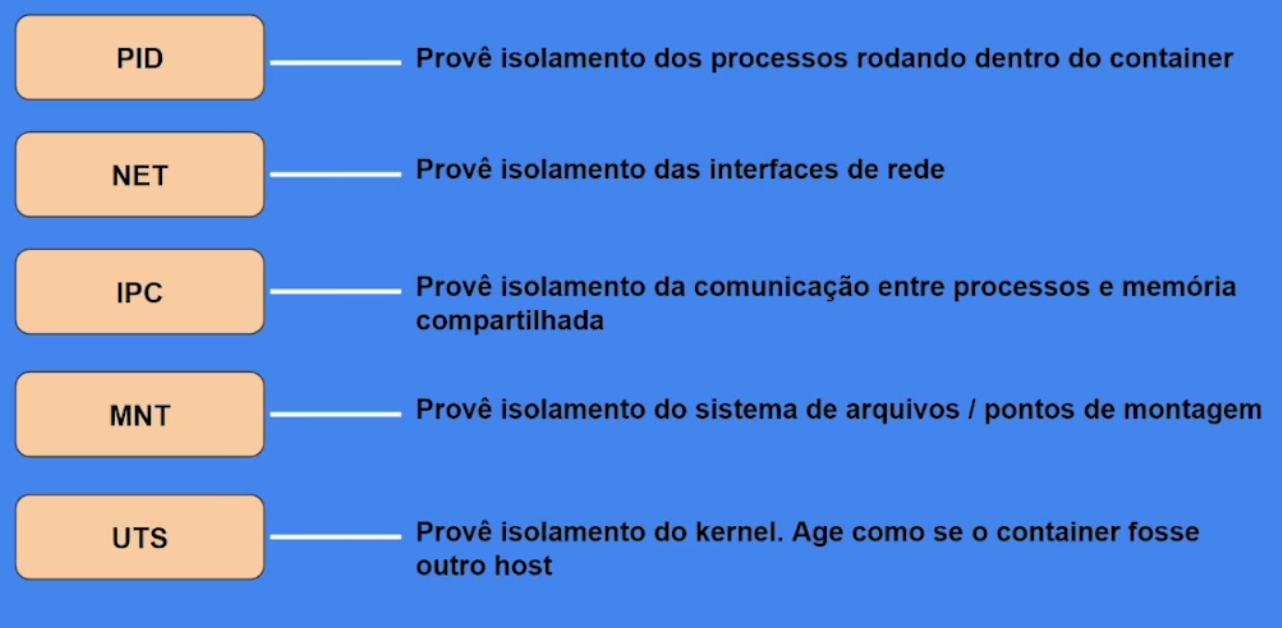 PID
Provê isolamento dos processos rodando dentro do container
NET
Provê isolamento das interfaces de rede
IPC
Provê isolamento da comunicação entre processos e memória
compartilhada
MNT
Provê isolamento do sistema de arquivos / pontos de montagem
UTS
Provê isolamento do kernel. Age como se o container fosse
outro host